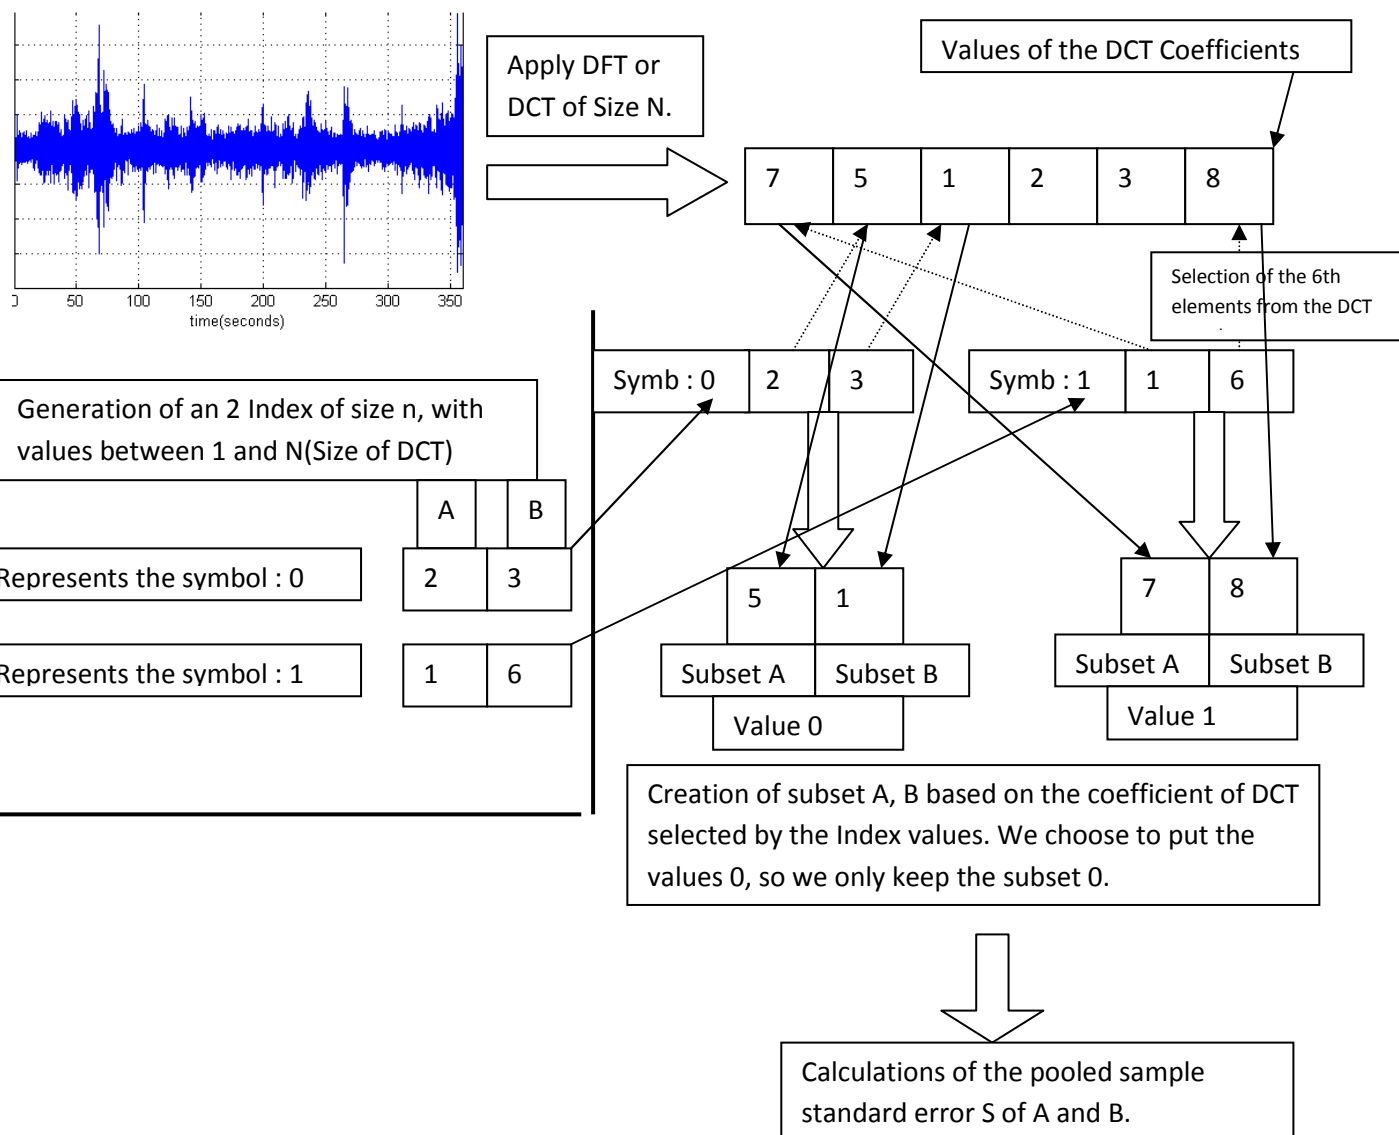 Apply DFT or
DCT of Size N.
Values of the DCT Coefficients
7 5 1 2 3 8
50 100 150 200 250 300 350
time(seconds)
Selection of the 6th
elements from the DCT
Symb : 0 2 3
Symb : 1 1 6
Generation of an 2 Index of size n, with
values between 1 and N(Size of DCT)
A B
Represents the symbol : 0 2 3
Represents the symbol : 1 1 6
5 1
Subset A Subset B
Value 0
7 8
Subset A Subset B
Value 1
Creation of subset A, B based on the coefficient of DCT
selected by the Index values. We choose to put the
values 0, so we only keep the subset 0.
Calculations of the pooled sample
standard error S of A and B.